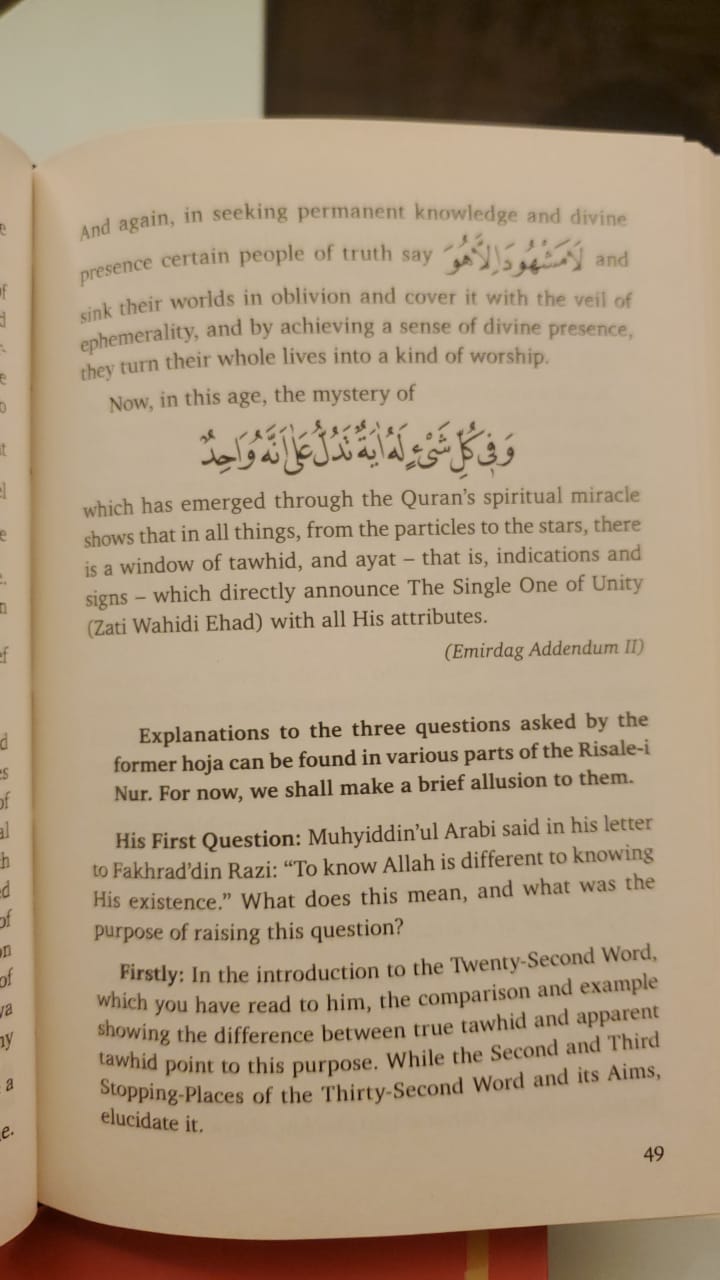 And again, in seeking permanent knowledge and divine
presence certain people of truth say لَا مَشْهُودَ اِلَّا هُوَ and
sink their worlds in oblivion and cover it with the veil of
ephemerality, and by achieving a sense of divine presence,
they turn their whole lives into a kind of worship.
Now, in this age, the mystery of
وَ فِى كُلِّ شَىْءٍ لَهُ اٰيَةٌ تَدُلُّ عَلٰى اَنَّهُ وَاحِدٌ
which has emerged through the Quran's spiritual miracle
shows that in all things, from the particles to the stars, there
is a window of tawhid, and ayat – that is, indications and
signs – which directly announce The Single One of Unity
(Zati Wahidi Ehad) with all His attributes.
(Emirdag Addendum II)
Explanations to the three questions asked by the
former hoja can be found in various parts of the Risale-i
Nur. For now, we shall make a brief allusion to them.
His First Question: Muhyiddin'ul Arabi said in his letter
to Fakhrad'din Razi: “To know Allah is different to knowing
His existence.” What does this mean, and what was the
purpose of raising this question?
Firstly: In the introduction to the Twenty-Second Word,
which you have read to him, the comparison and example
showing the difference between true tawhid and apparent
tawhid point to this purpose. While the Second and Third
Stopping-Places of the Thirty-Second Word and its Aims,
elucidate it.
49